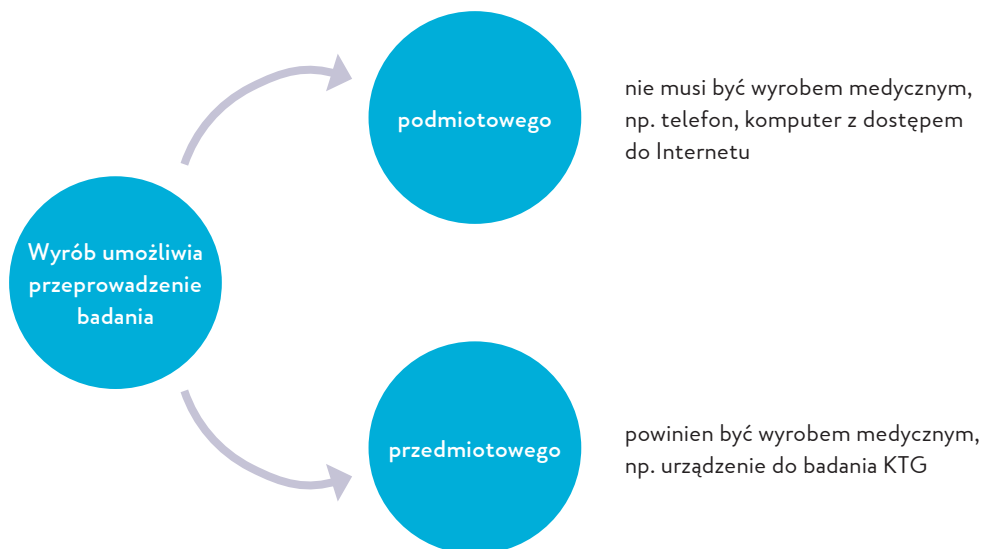 Wyrób umożliwia
przeprowadzenie
badania
podmiotowego
nie musi być wyrobem medycznym,
np. telefon, komputer z dostępem
do Internetu
przedmiotowego
powinien być wyrobem medycznym,
np. urządzenie do badania KTG